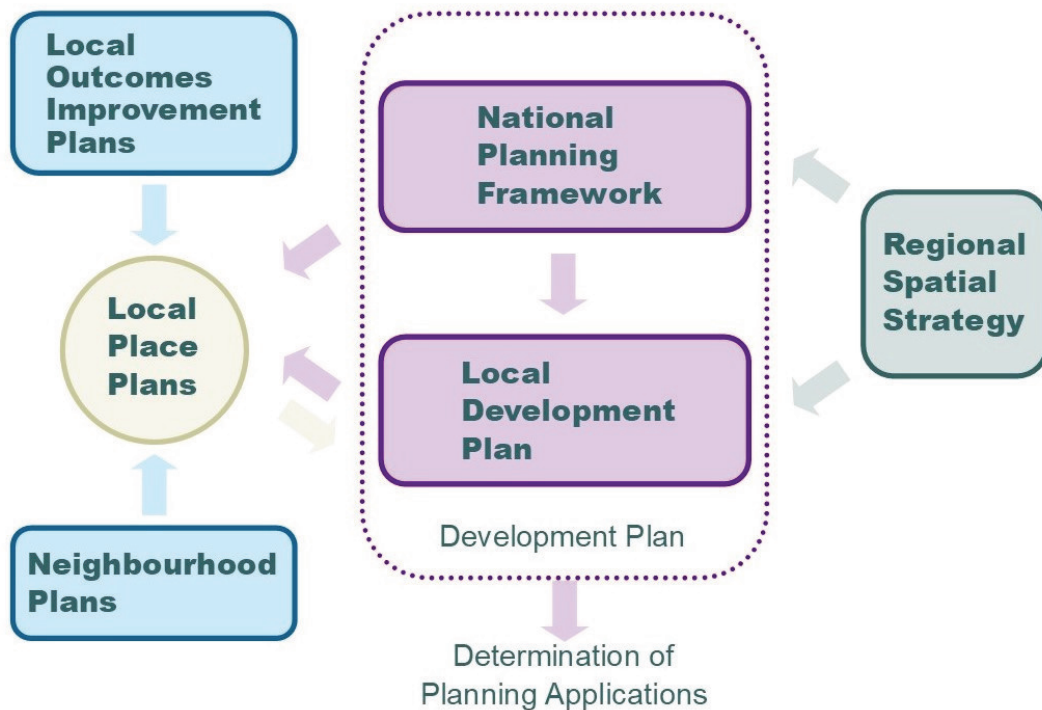 Local
Outcomes
Improvement
Plans
National
Planning
Framework
Regional
Spatial
Strategy
Local
Place
Plans
Local
Development
Plan
Development Plan
Neighbourhood
Plans
Determination of
Planning Applications